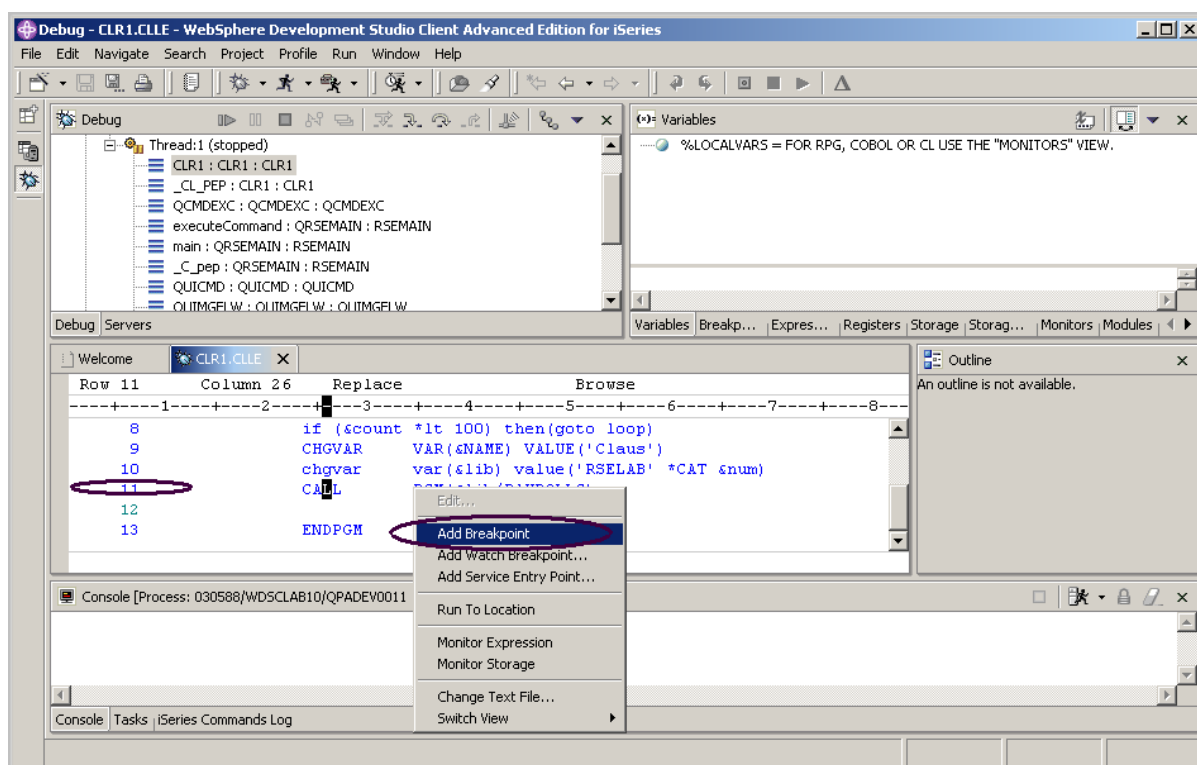 Debug - CLR1.CLLE - WebSphere Development Studio Client Advanced Edition for iSeries
File Edit Navigate Search Project Profile Run Window Help
Debug
Thread:1 (stopped)
CLR1 : CLR1 : CLR1
_CL_PEP : CLR1 : CLR1
QCMDEXC : QCMDEXC : QCMDEXC
executeCommand : QRSEMAIN : RSEMAIN
main : QRSEMAIN : RSEMAIN
_C_pep : QRSEMAIN : RSEMAIN
QUICMD : QUICMD : QUICMD
QUIMGFLW : QUIMGFLW : QUIMGFLW
Debug Servers
(x)= Variables
%LOCALVARS = FOR RPG, COBOL OR CL USE THE "MONITORS" VIEW.
Variables Breakp... Expres... Registers Storage Storag... Monitors Modules
Welcome CLR1.CLLE
Row 11 Column 26 Replace Browse
----+----1----+----2----+----3----+----4----+----5----+----6----+----7----+----8---
8 if (&count *lt 100) then(goto loop)
9 CHGVAR VAR(&NAME) VALUE('Claus')
10 chgvar var(&lib) value('RSELAB' *CAT &num)
11 CALL
12
13 ENDPGM
Outline
An outline is not available.
Edit...
Add Breakpoint
Add Watch Breakpoint...
Add Service Entry Point...
Run To Location
Monitor Expression
Monitor Storage
Change Text File...
Switch View
Console [Process: 030588/WDSCLAB10/QPADEV0011
Console Tasks iSeries Commands Log